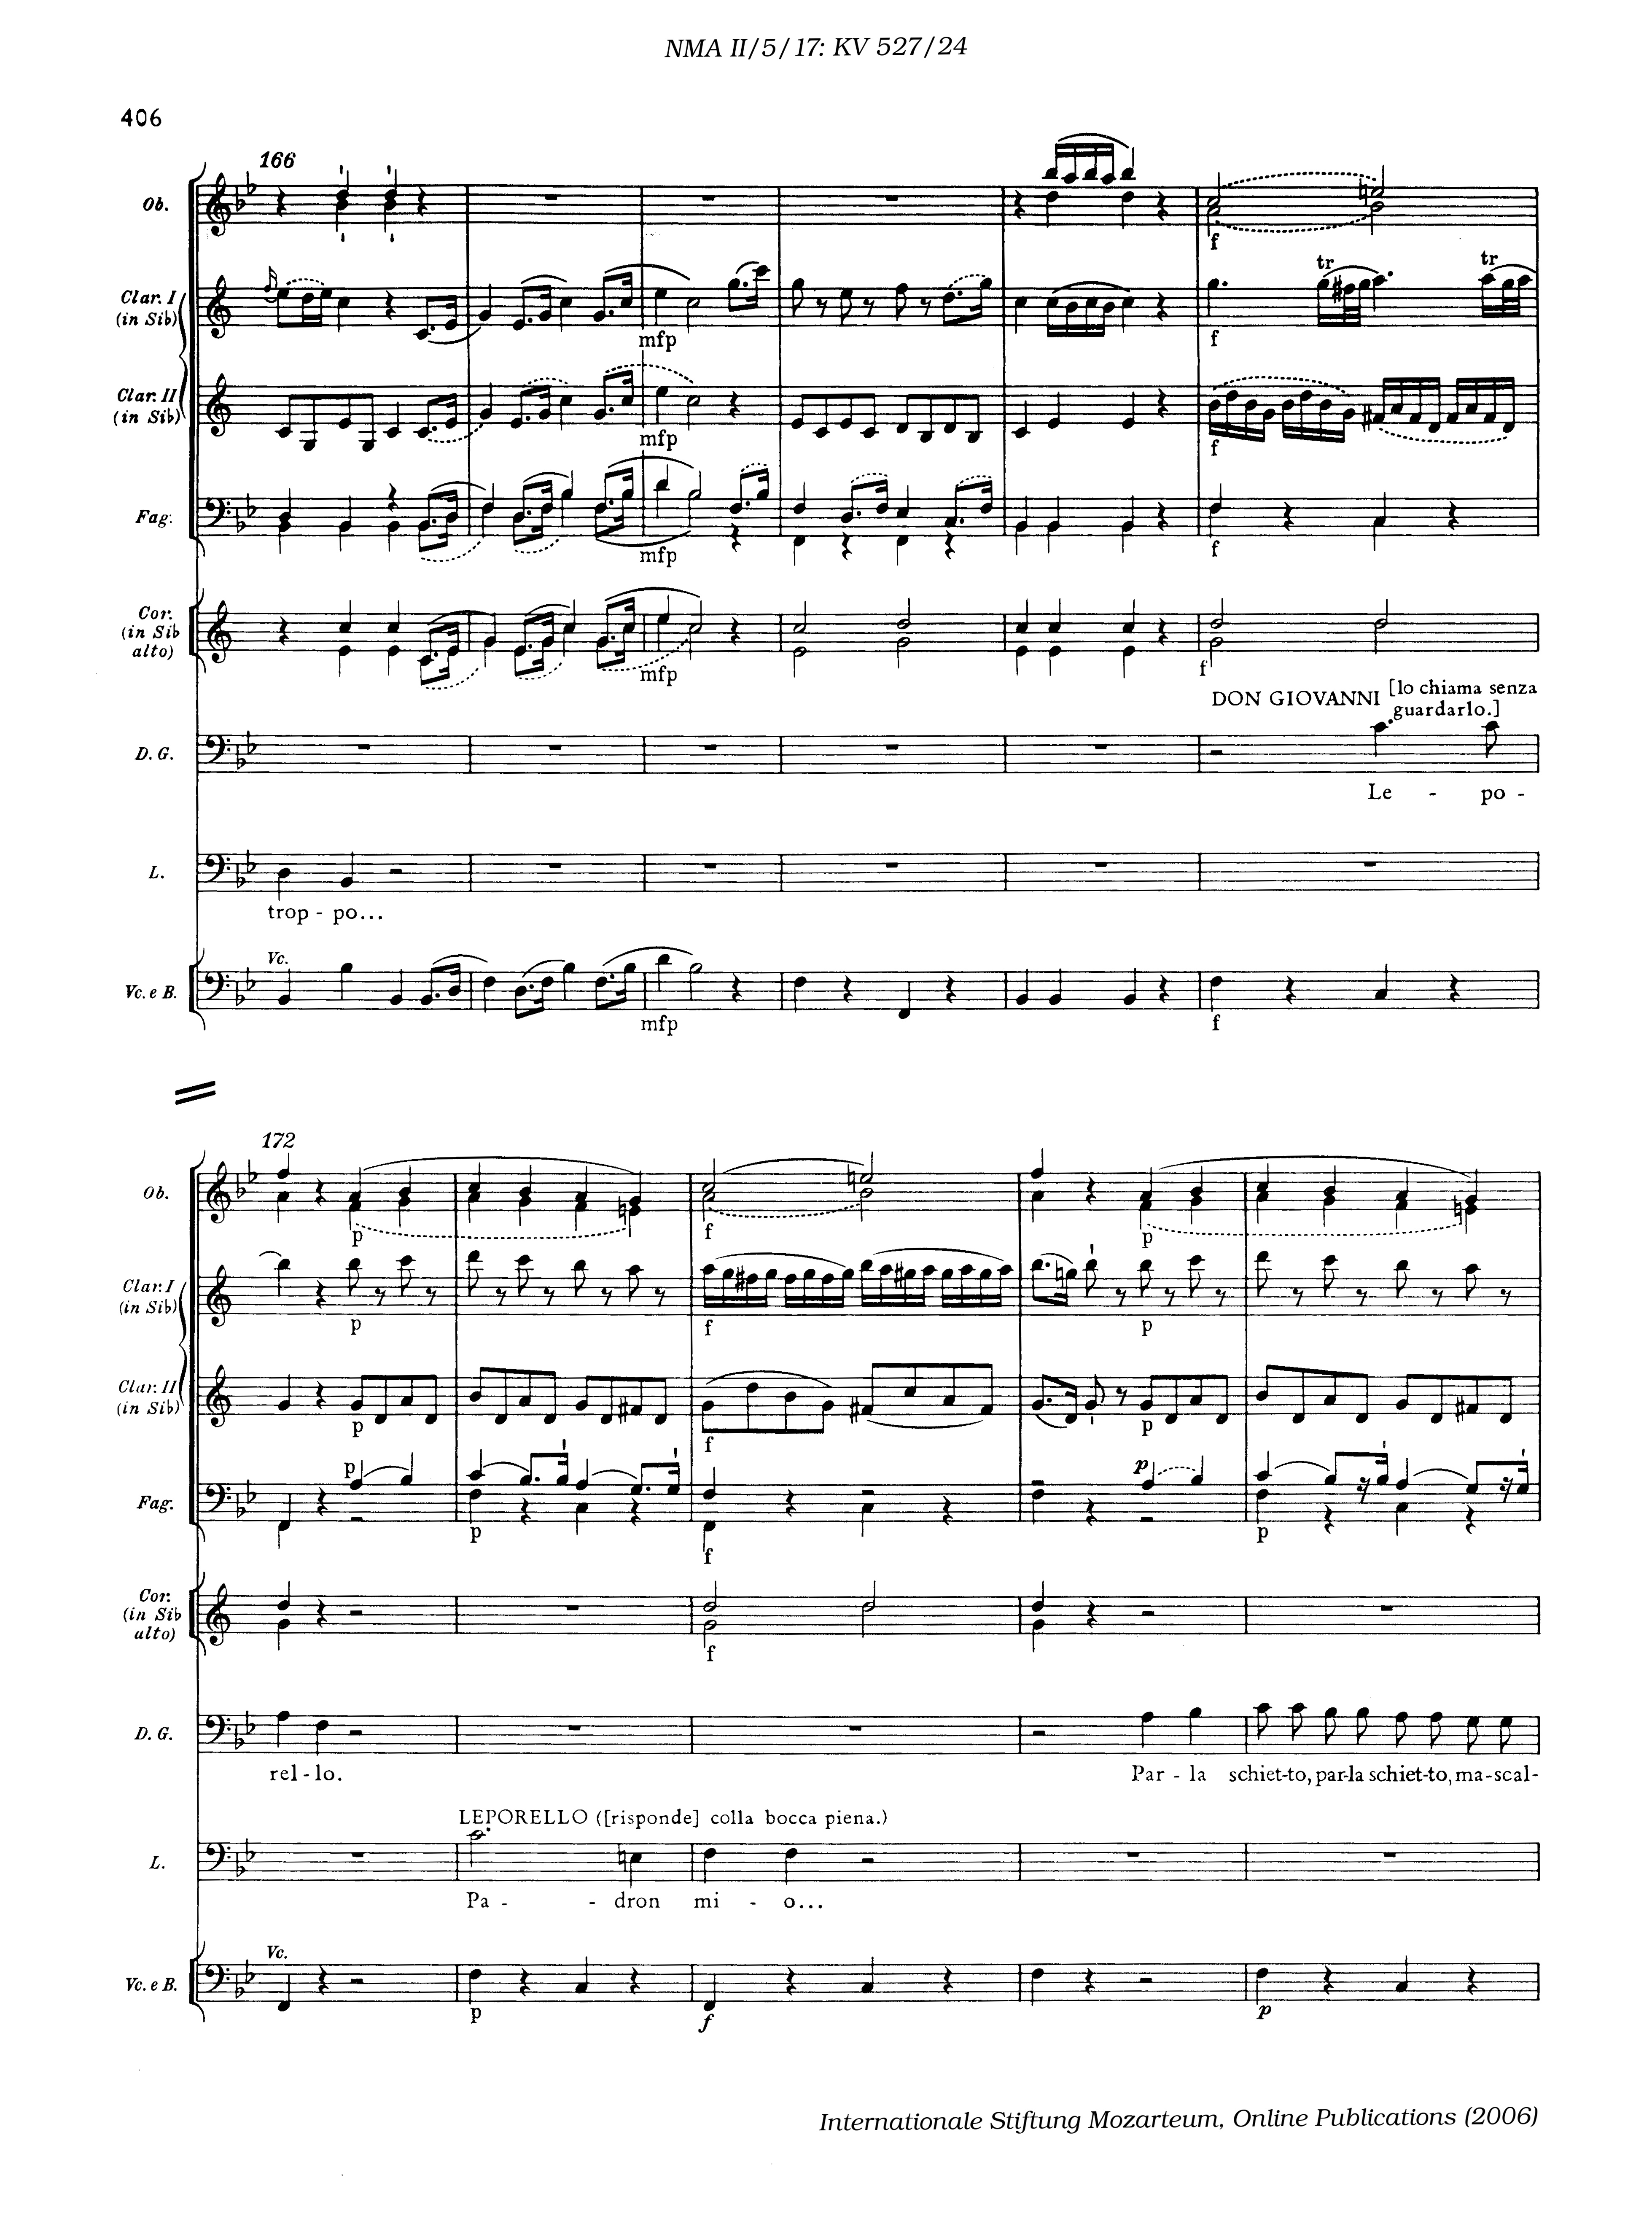 NMA II/5/17: KV 527/24
406
166
Ob.
tr tr
Clar. I
(in Sib)
mfp f
Clar. II
(in Sib)
mfp f
Fag.
mfp f
Cor.
(in Sib
alto)
mfp f
DON GIOVANNI [lo chiama senza
guardarlo.]
D. G.
Le - po -
L.
trop - po...
Vc.
Vc. e B.
mfp f
172
Ob.
p f p
Clar. I
(in Sib)
p f p
Clar. II
(in Sib)
p f p
p p
Fag.
p f p
Cor.
(in Sib
alto)
f
D. G.
rel - lo. Par - la schiet-to, par-la schiet-to, ma-scal-
LEPORELLO ([risponde] colla bocca piena.)
L.
Pa - - dron mi - o...
Vc.
Vc. e B.
p f p
Internationale Stiftung Mozarteum, Online Publications (2006)